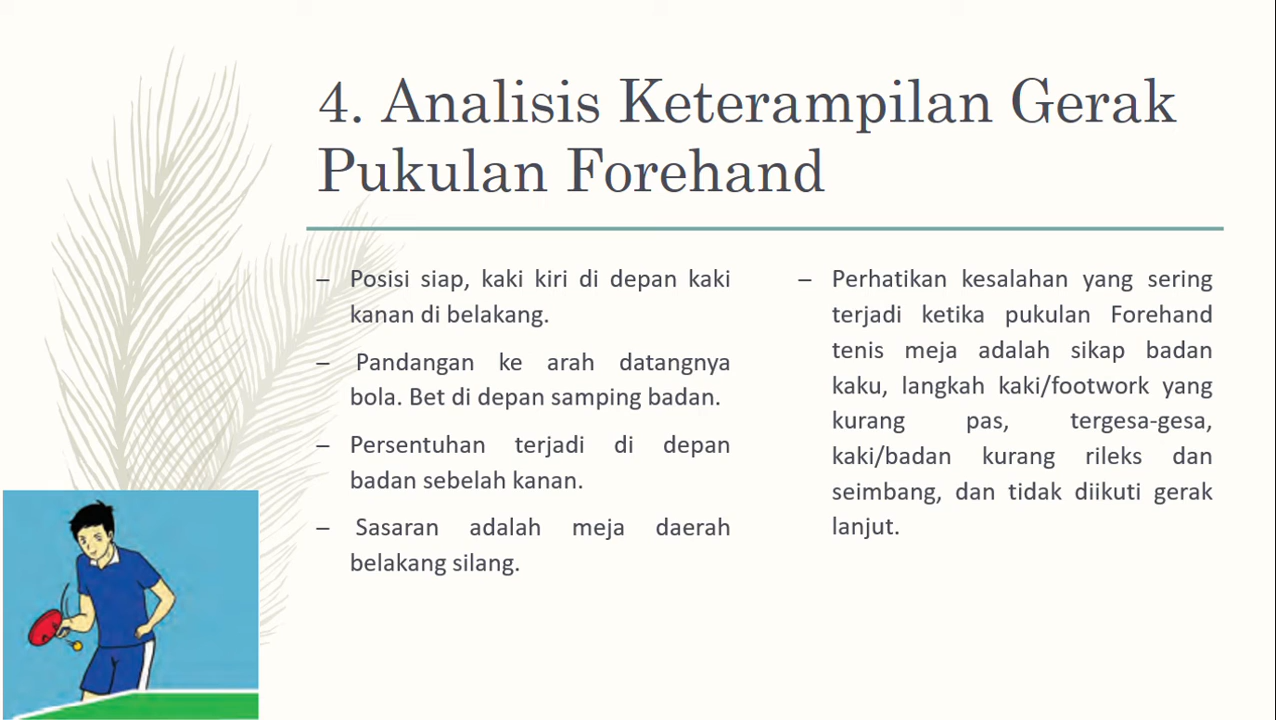 4. Analisis Keterampilan Gerak
Pukulan Forehand
– Posisi siap, kaki kiri di depan kaki
kanan di belakang.
– Pandangan ke arah datangnya
bola. Bet di depan samping badan.
– Persentuhan terjadi di depan
badan sebelah kanan.
– Sasaran adalah meja daerah
belakang silang.
– Perhatikan kesalahan yang sering
terjadi ketika pukulan Forehand
tenis meja adalah sikap badan
kaku, langkah kaki/footwork yang
kurang pas, tergesa-gesa,
kaki/badan kurang rileks dan
seimbang, dan tidak diikuti gerak
lanjut.